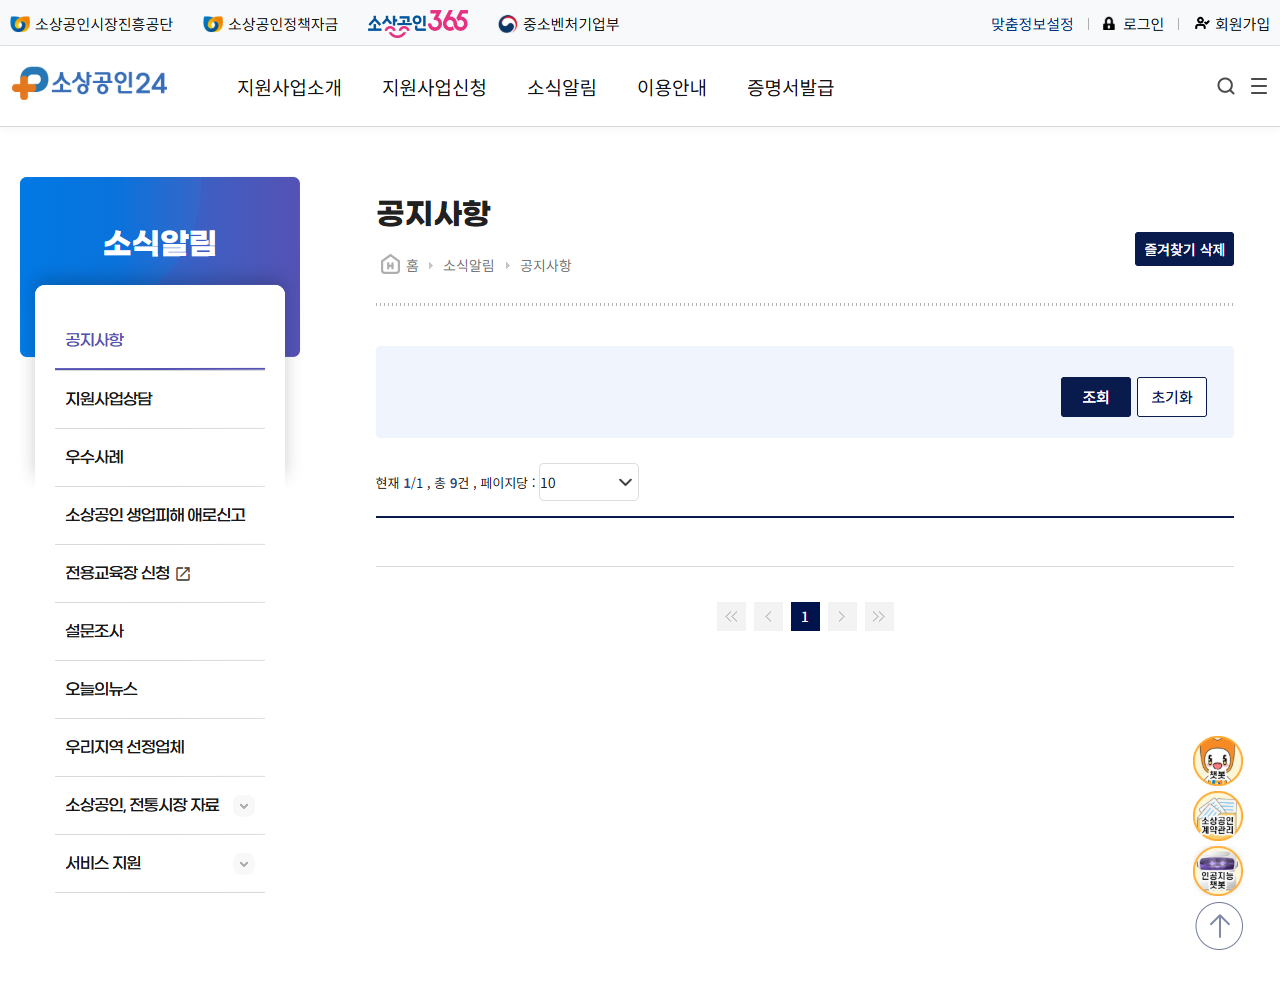 소상공인시장진흥공단 소상공인정책자금 소상공인365 중소벤처기업부 맞춤정보설정 로그인 회원가입
소상공인24 지원사업소개 지원사업신청 소식알림 이용안내 증명서발급
소식알림
공지사항
지원사업상담
우수사례
소상공인 생업피해 애로신고
전용교육장 신청
설문조사
오늘의뉴스
우리지역 선정업체
소상공인, 전통시장 자료
서비스 지원
공지사항
홈 소식알림 공지사항
즐겨찾기 삭제
조회 초기화
현재 1/1 , 총 9건 , 페이지당 : 10
1
챗봇
소상공인
계약관리
인공지능
챗봇